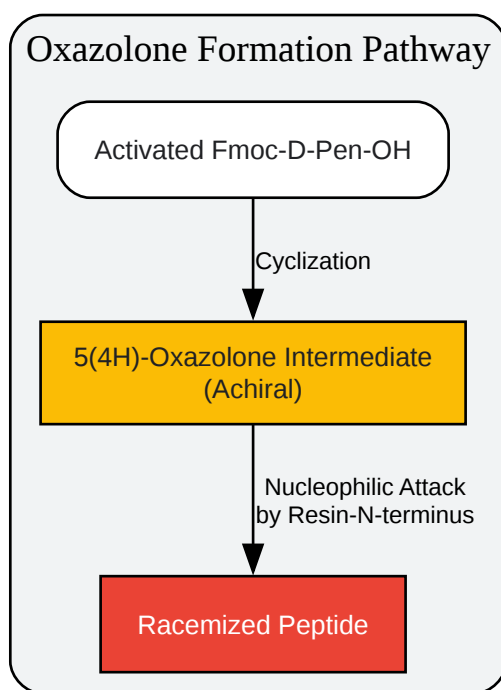 Oxazolone Formation Pathway
Activated Fmoc-D-Pen-OH
Cyclization
5(4H)-Oxazolone Intermediate
(Achiral)
Nucleophilic Attack
by Resin-N-terminus
Racemized Peptide